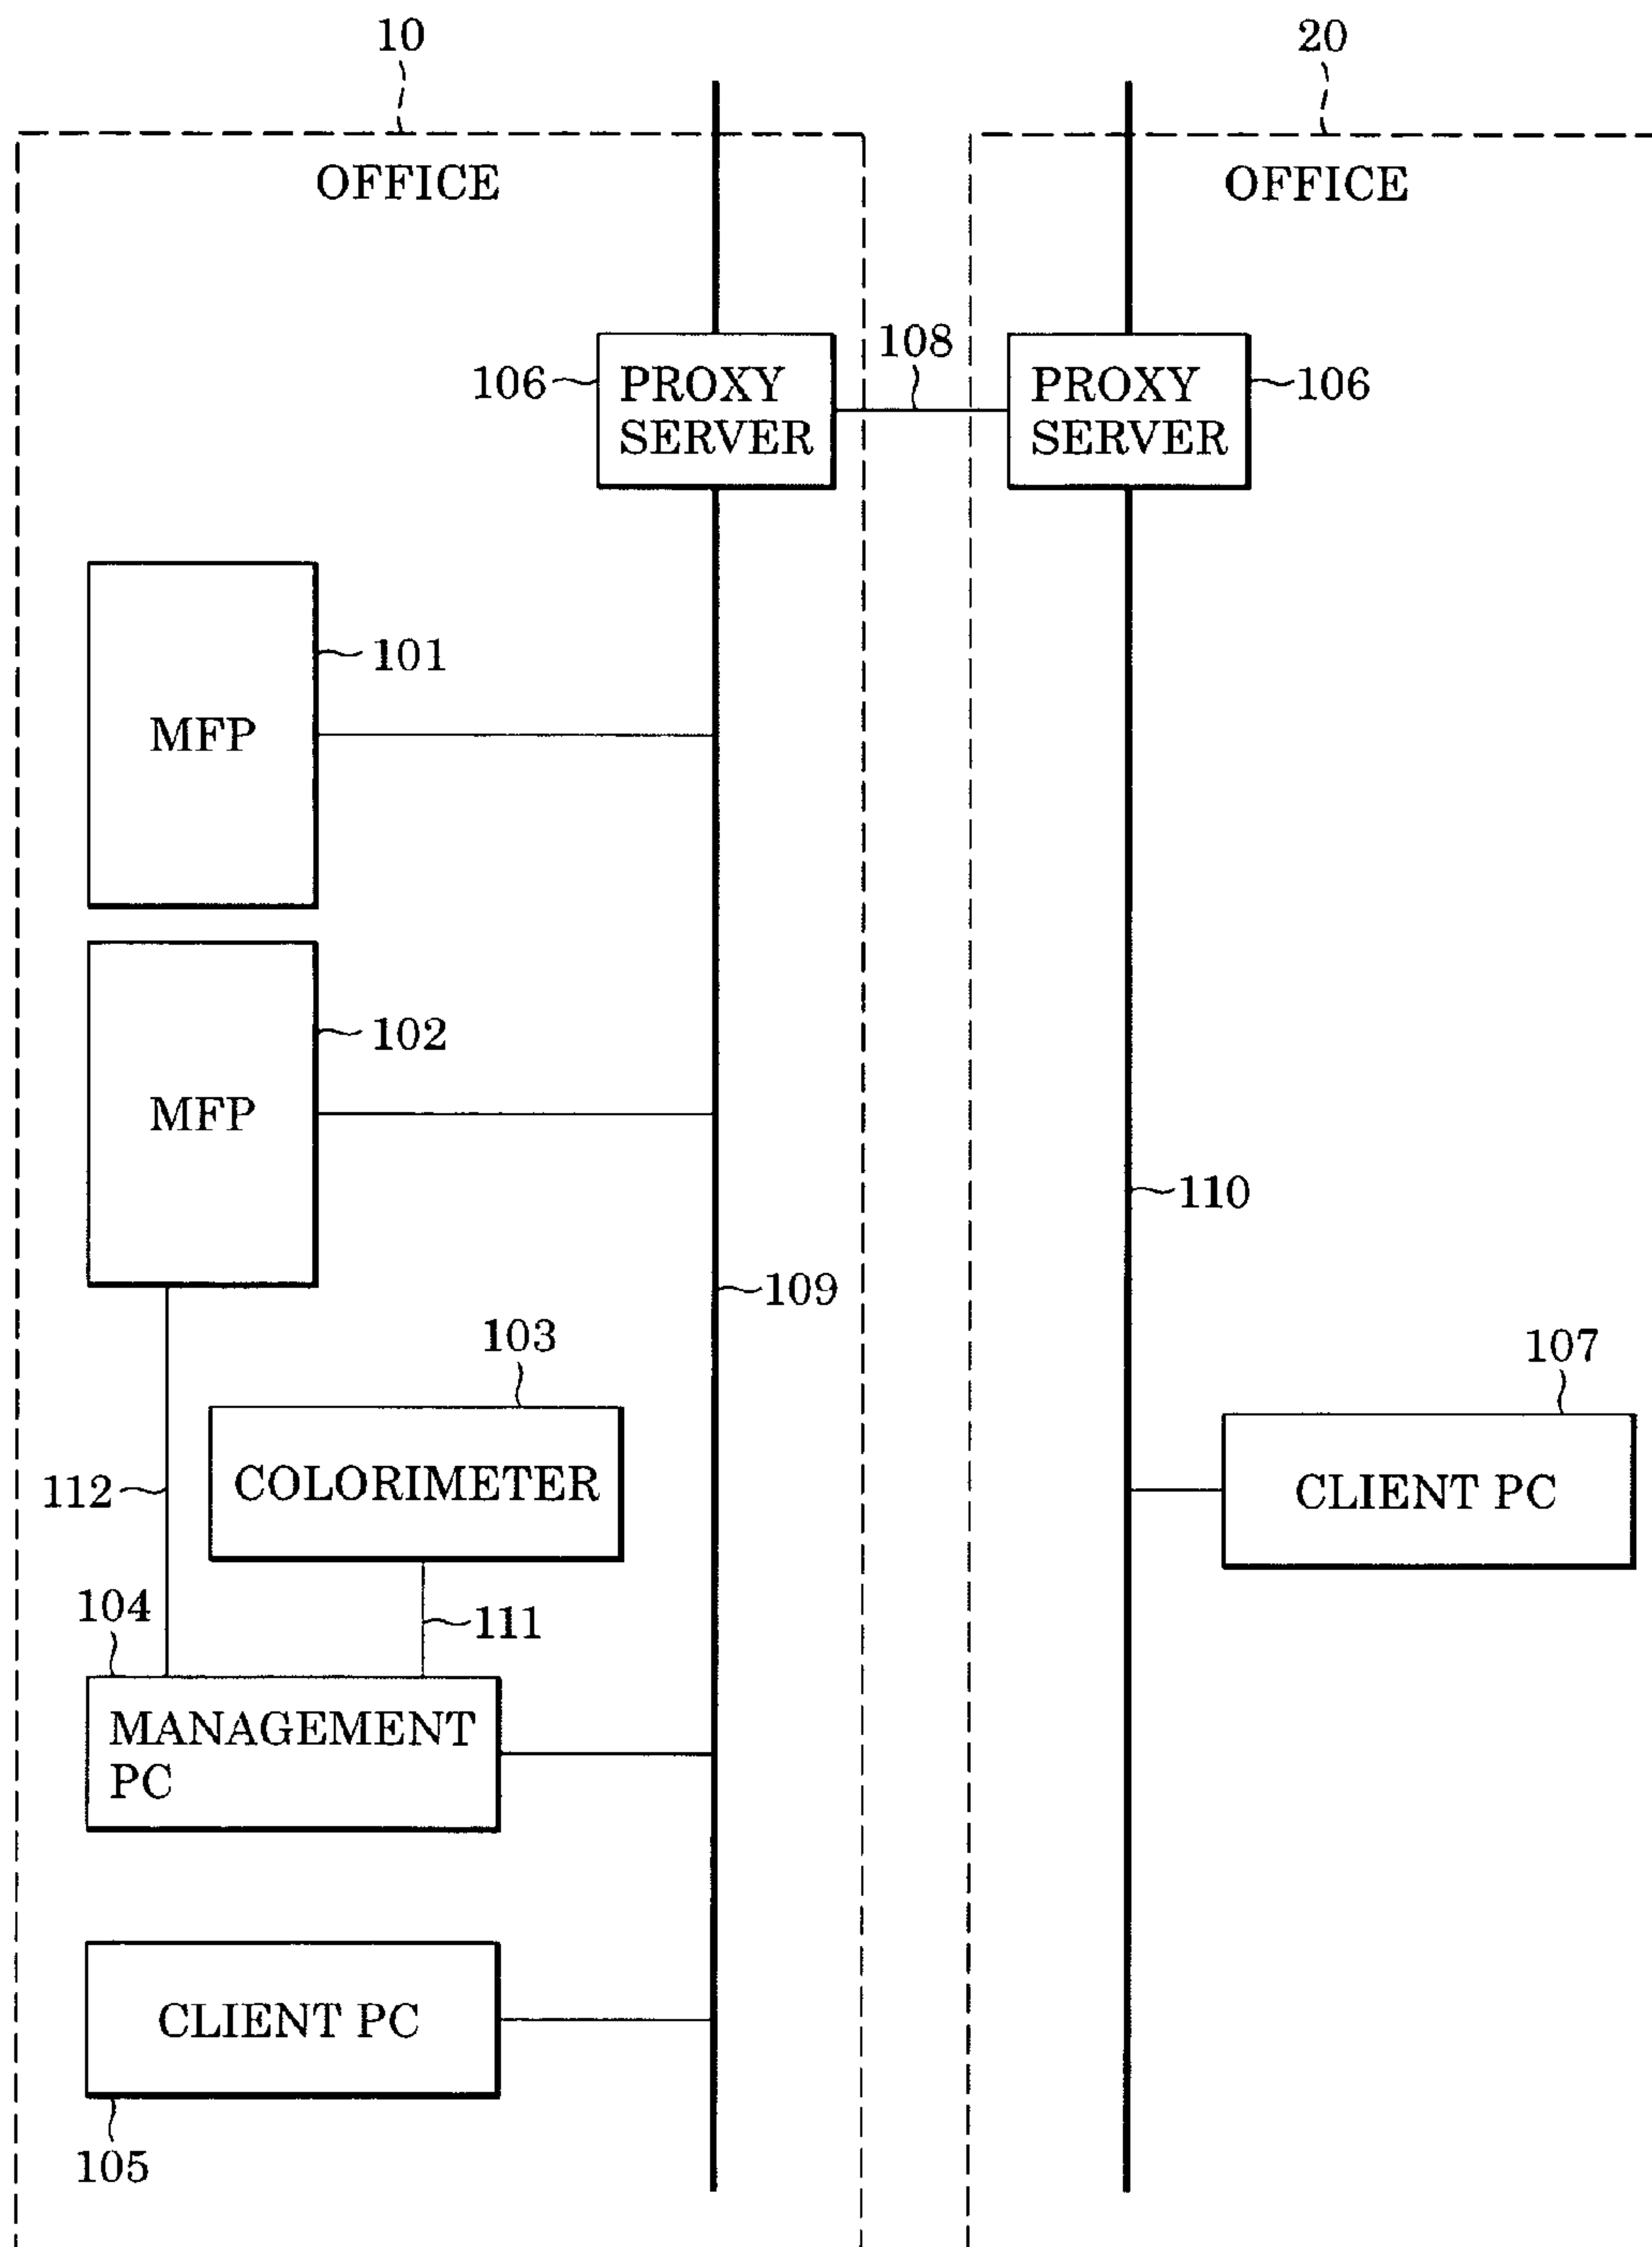 10
20
OFFICE
OFFICE
108
106
PROXY
SERVER
PROXY
SERVER
106
101
MFP
102
MFP
110
109
103
107
COLORIMETER
CLIENT PC
112
104
111
MANAGEMENT
PC
CLIENT PC
105